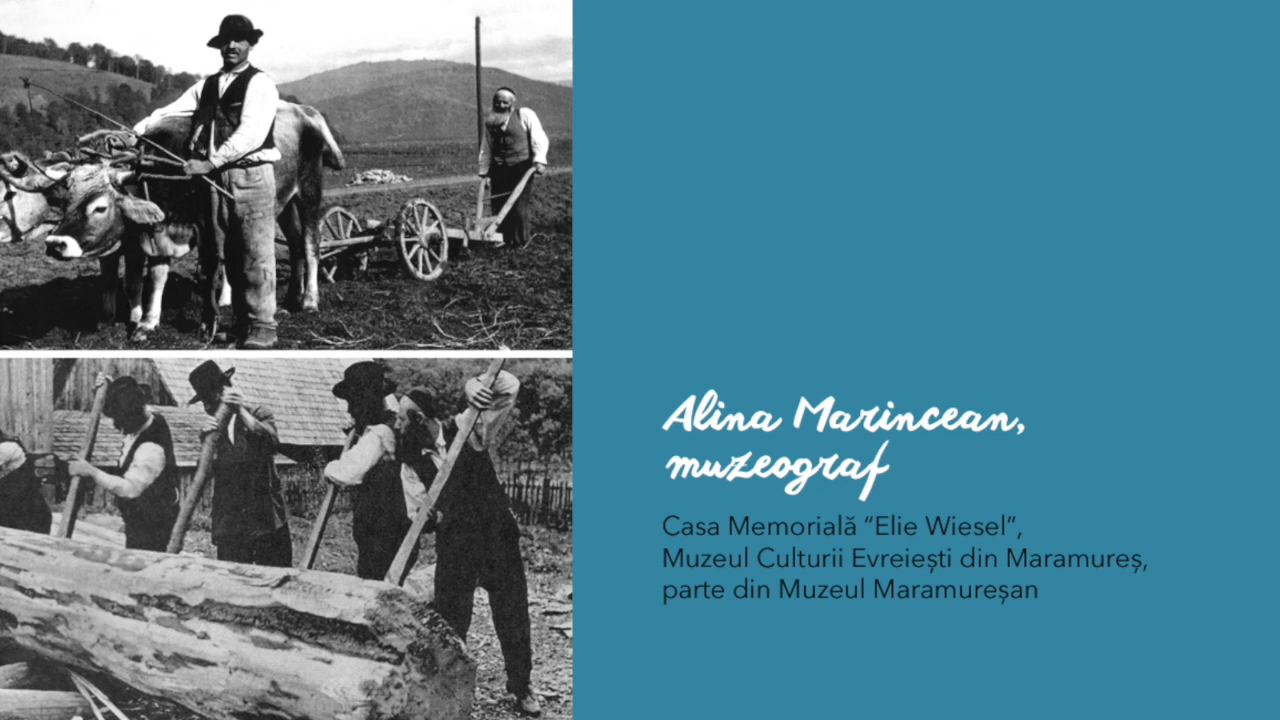 Alina Marincean,
muzeograf
Casa Memorială “Elie Wiesel”,
Muzeul Culturii Evreiești din Maramureș,
parte din Muzeul Maramureșan